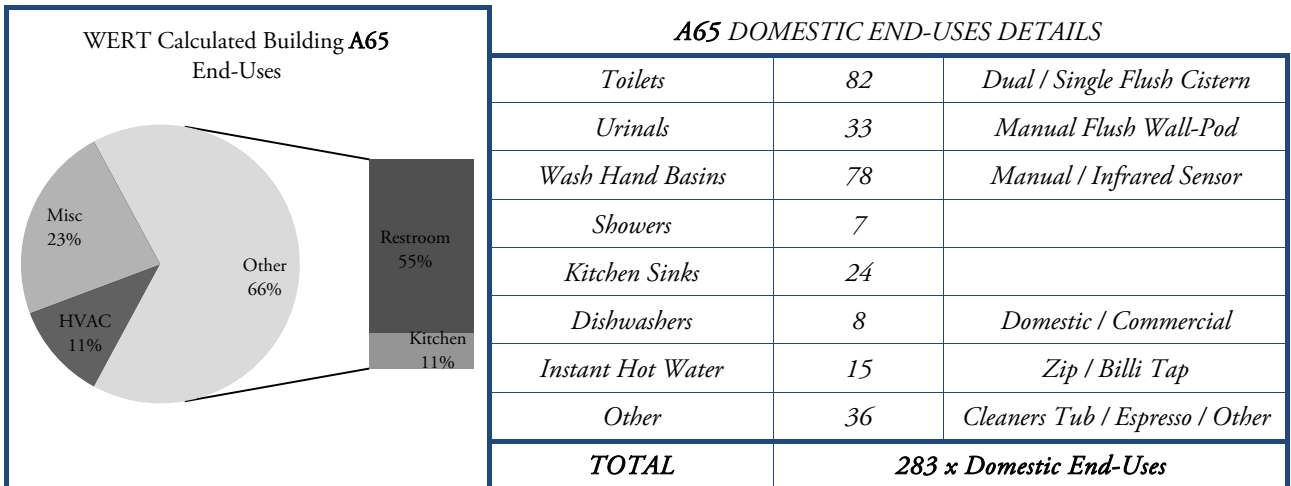 WERT Calculated Building A65
End-Uses
Misc
23%
HVAC
11%
Other
66%
Restroom
55%
Kitchen
11%
A65 DOMESTIC END-USES DETAILS
Toilets 82 Dual / Single Flush Cistern
Urinals 33 Manual Flush Wall-Pod
Wash Hand Basins 78 Manual / Infrared Sensor
Showers 7
Kitchen Sinks 24
Dishwashers 8 Domestic / Commercial
Instant Hot Water 15 Zip / Billi Tap
Other 36 Cleaners Tub / Espresso / Other
TOTAL 283 x Domestic End-Uses